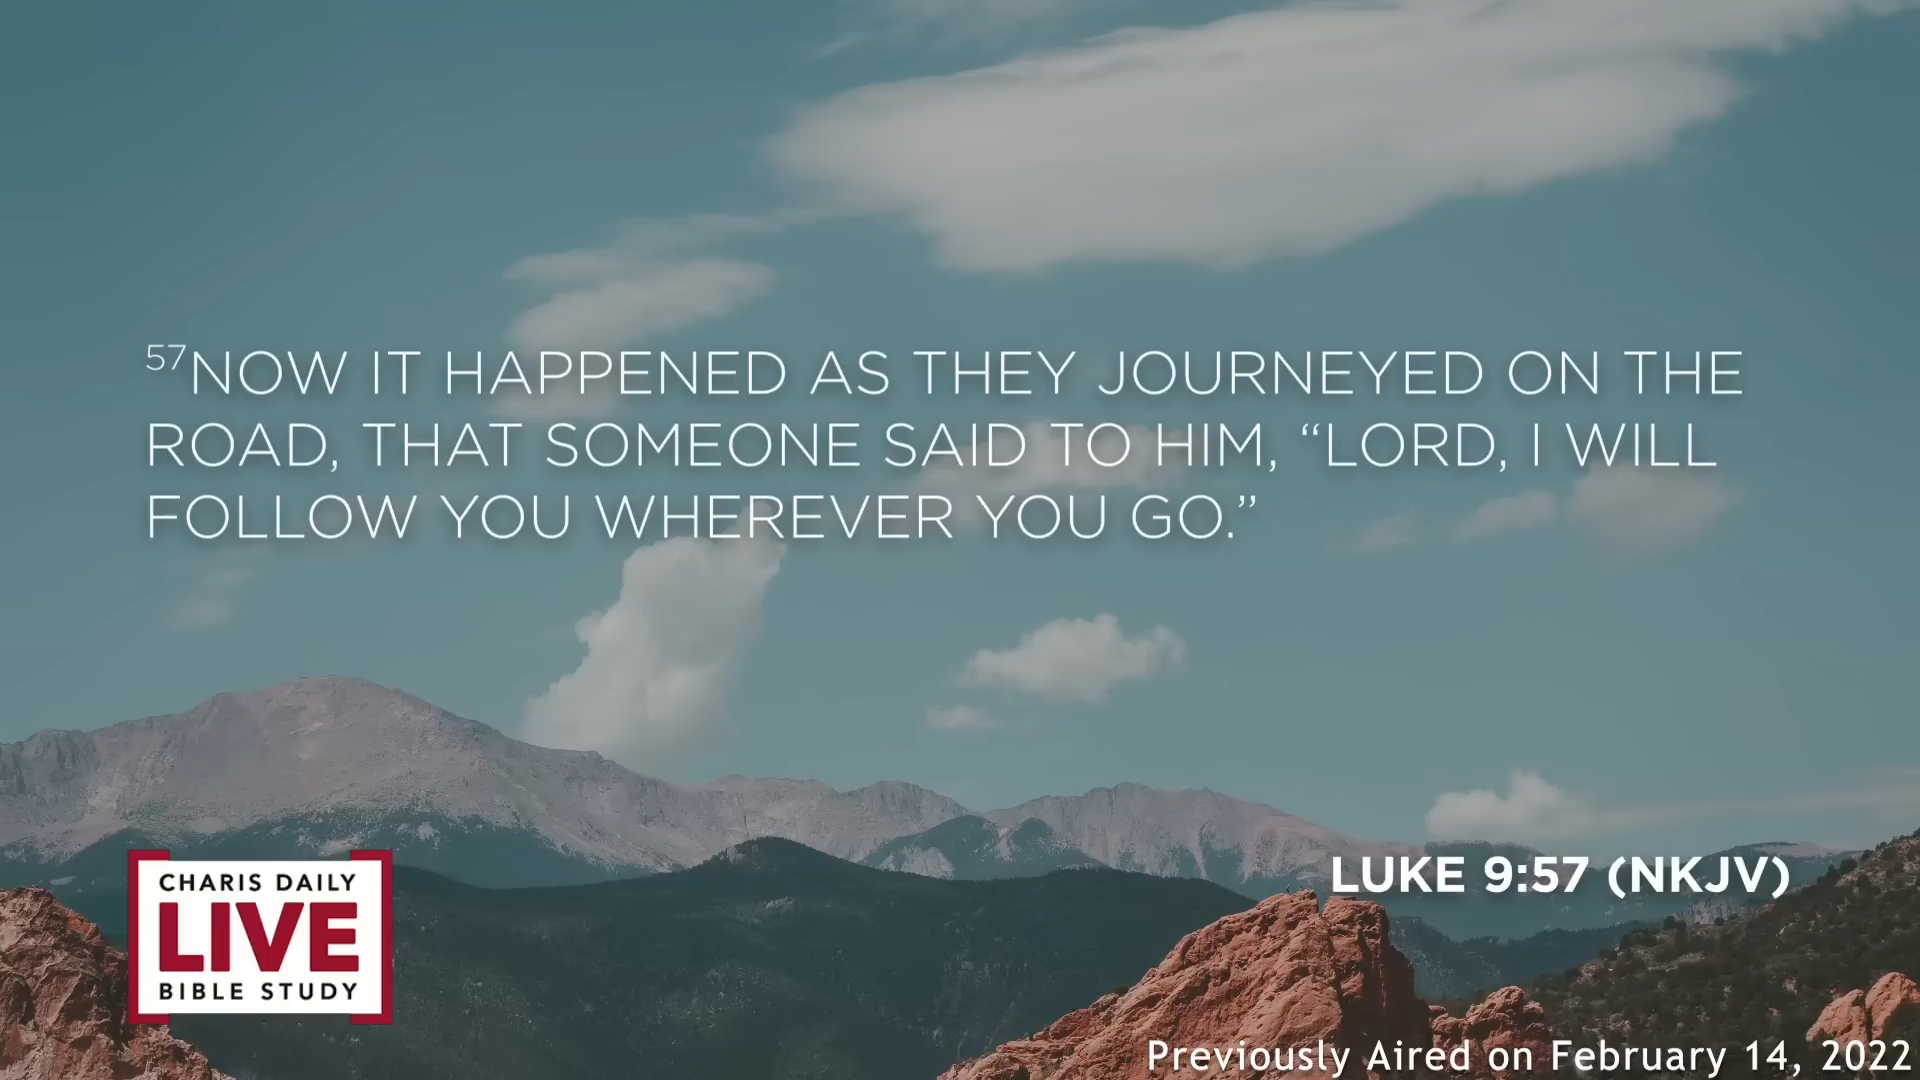 57NOW IT HAPPENED AS THEY JOURNEYED ON THE
ROAD, THAT SOMEONE SAID TO HIM, “LORD, I WILL
FOLLOW YOU WHEREVER YOU GO.”
LUKE 9:57 (NKJV)
CHARIS DAILY
LIVE
BIBLE STUDY
Previously Aired on February 14, 2022